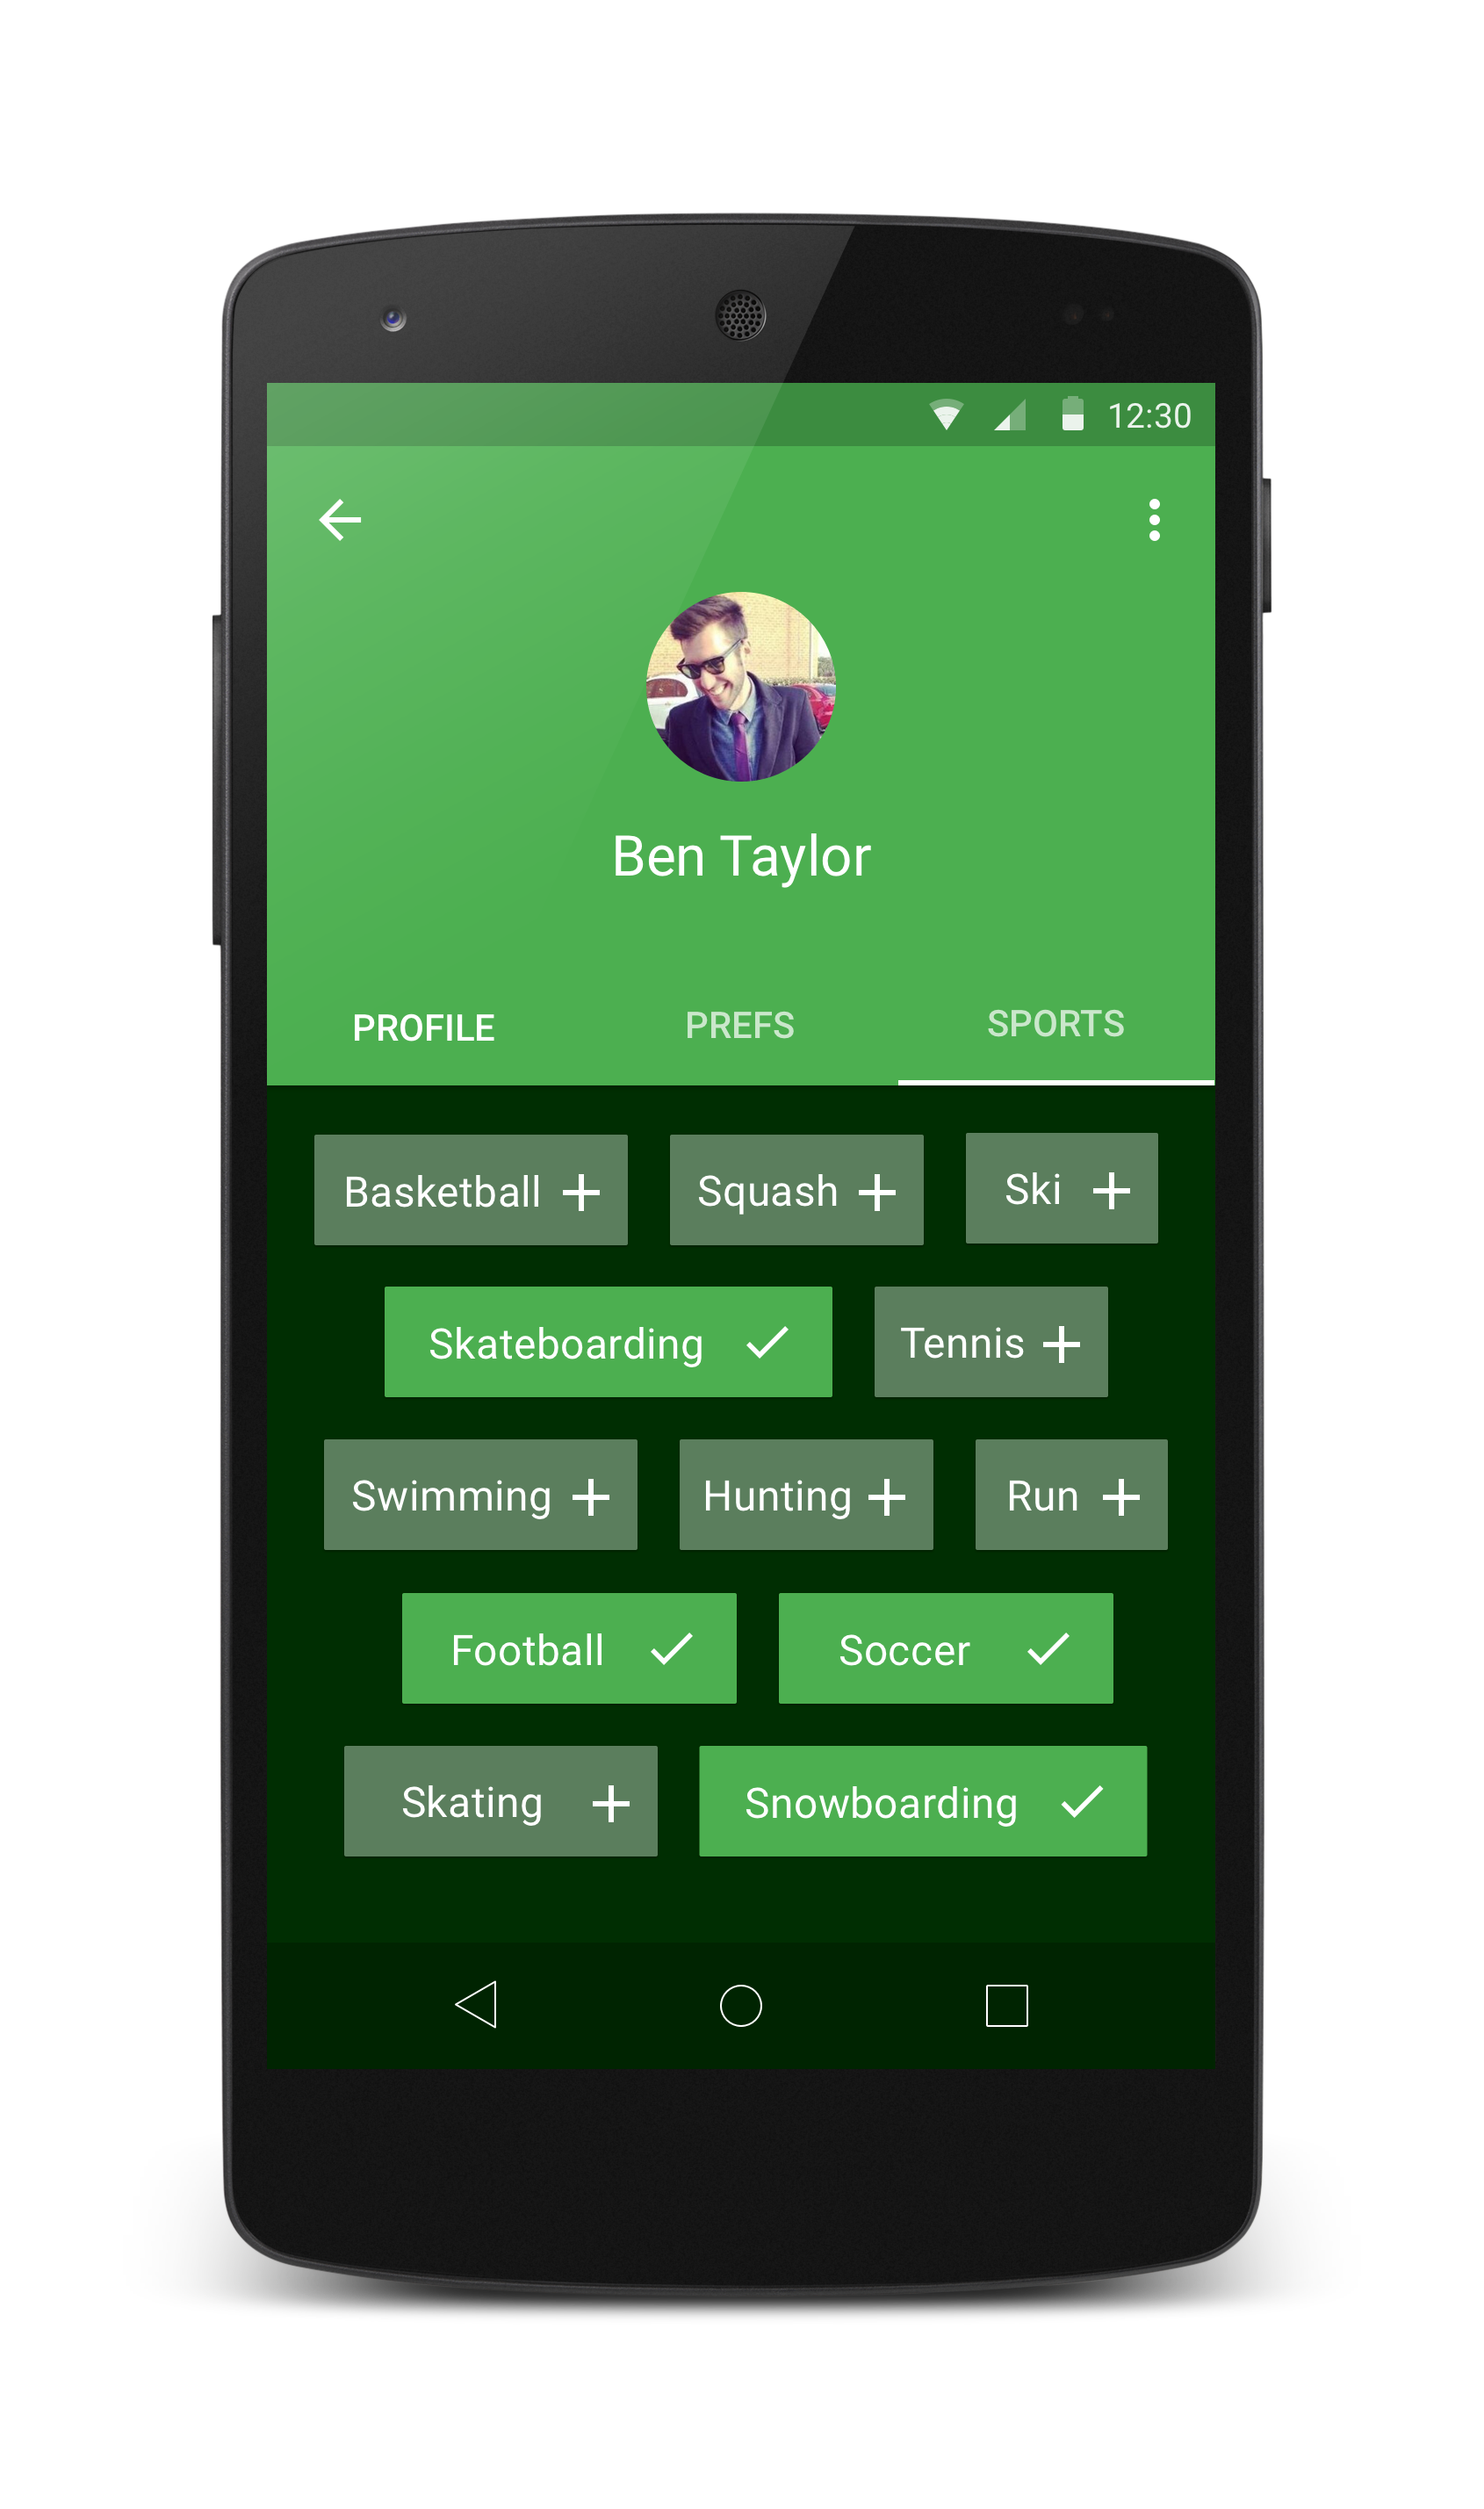 12:30
Ben Taylor
PROFILE PREFS SPORTS
Basketball Squash Ski
Skateboarding Tennis
Swimming Hunting Run
Football Soccer
Skating Snowboarding